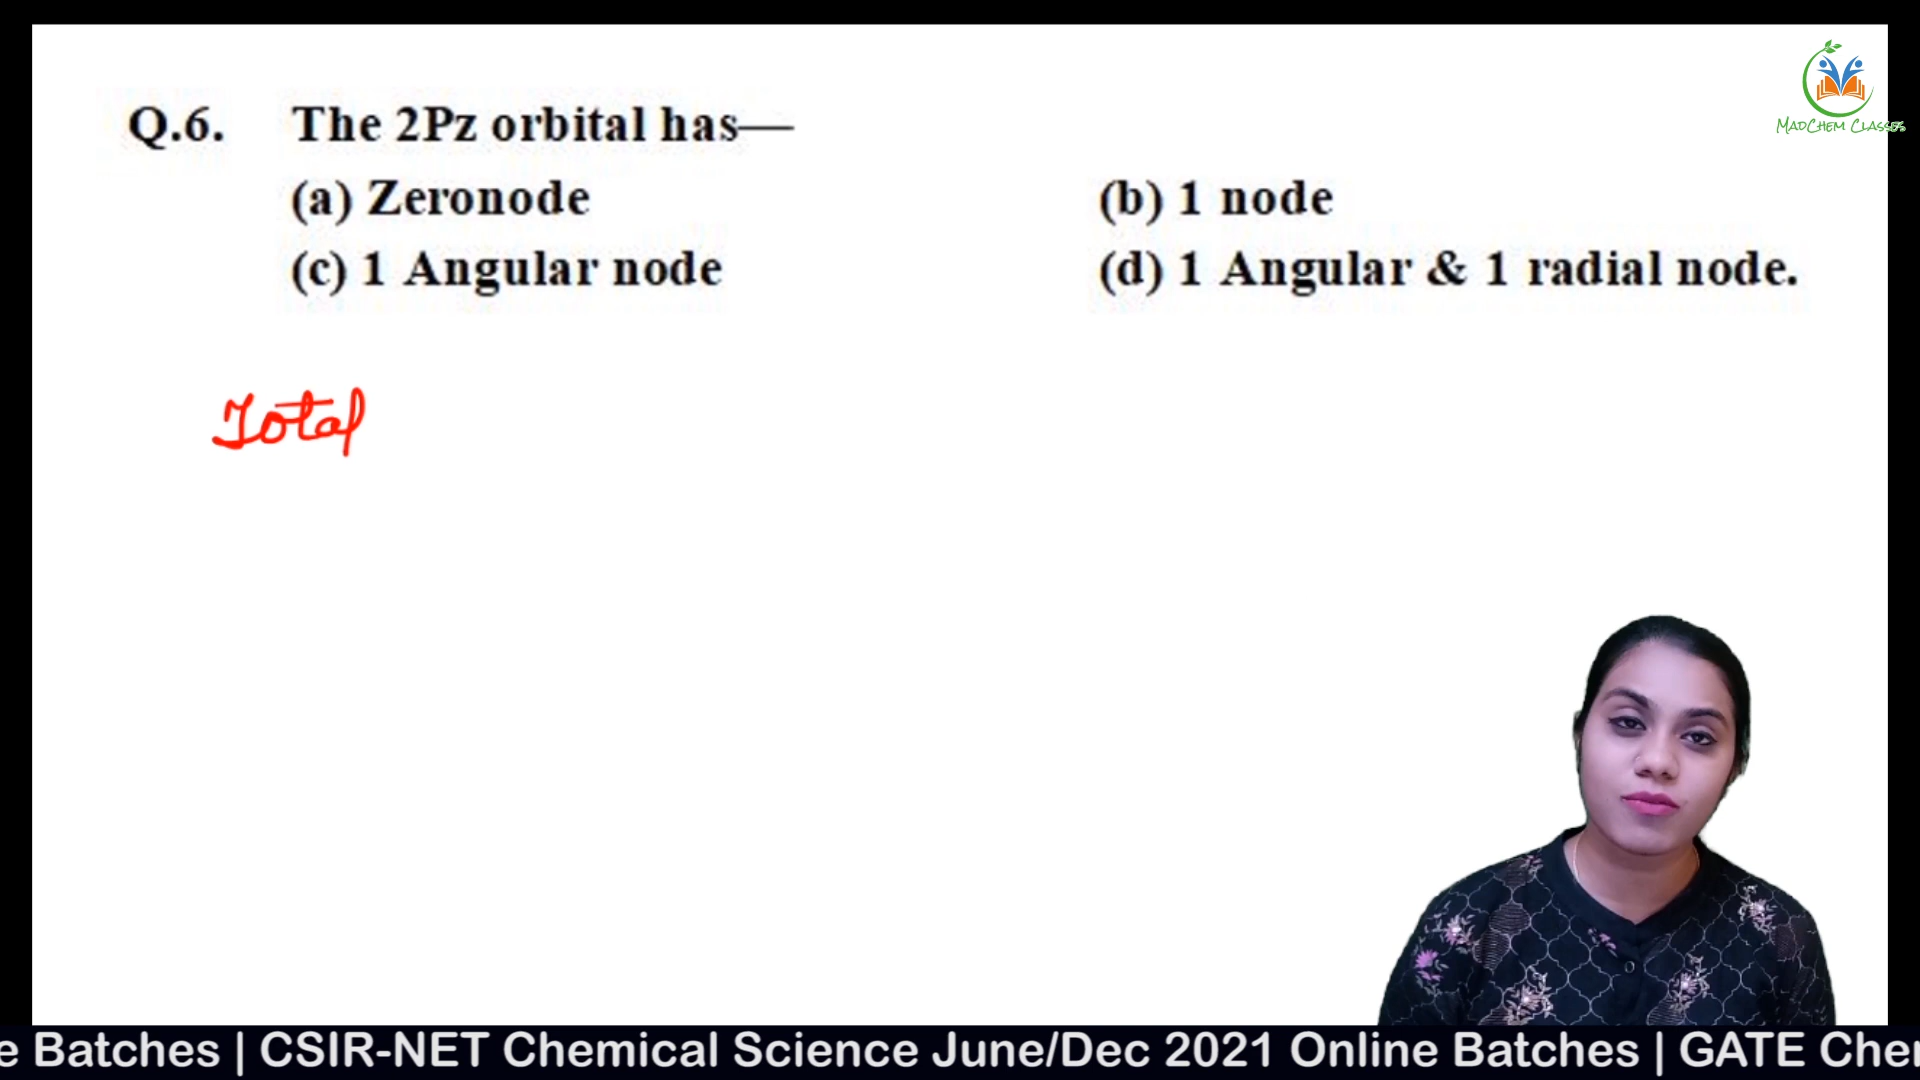 MADCHEM CLASSES
Q.6. The 2Pz orbital has—
(a) Zeronode (b) 1 node
(c) 1 Angular node (d) 1 Angular & 1 radial node.
Total
e Batches | CSIR-NET Chemical Science June/Dec 2021 Online Batches | GATE Cher